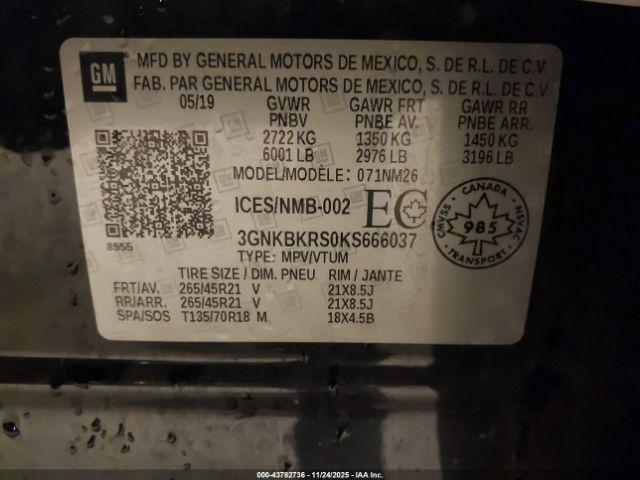 GM
MFD BY GENERAL MOTORS DE MEXICO, S. DE R.L. DE C.V
FAB. PAR GENERAL MOTORS DE MEXICO, S. DE R.L. DE C.V
05/19 GVWR GAWR FRT GAWR RR
PNBV PNBE AV. PNBE ARR.
2722 KG 1350 KG 1450 KG
6001 LB 2976 LB 3196 LB
MODEL/MODÈLE: 071NM26
ICES/NMB-002 EC
8555
3GNKBKRS0KS666037
CANADA
CMVSS 985 NSVAC
TYPE: MPV/VTUM
TIRE SIZE / DIM. PNEU RIM / JANTE
FRT/AV. 265/45R21 V 21X8.5J
RR/ARR. 265/45R21 V 21X8.5J
SPA/SOS T135/70R18 M 18X4.5B
000-43782736 - 11/24/2025 - IAA Inc.